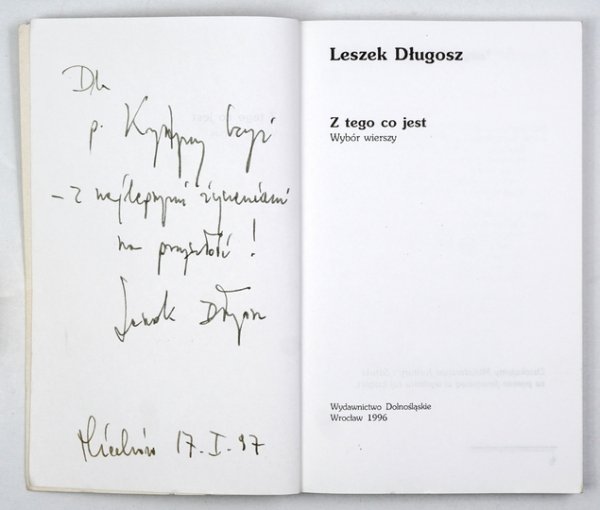 Dla
p. Krystyny
– z najlepszymi życzeniami
na przyszłość!
Leszek Długosz
Miechów 17. I. 97
Leszek Długosz
Z tego co jest
Wybór wierszy
Wydawnictwo Dolnośląskie
Wrocław 1996